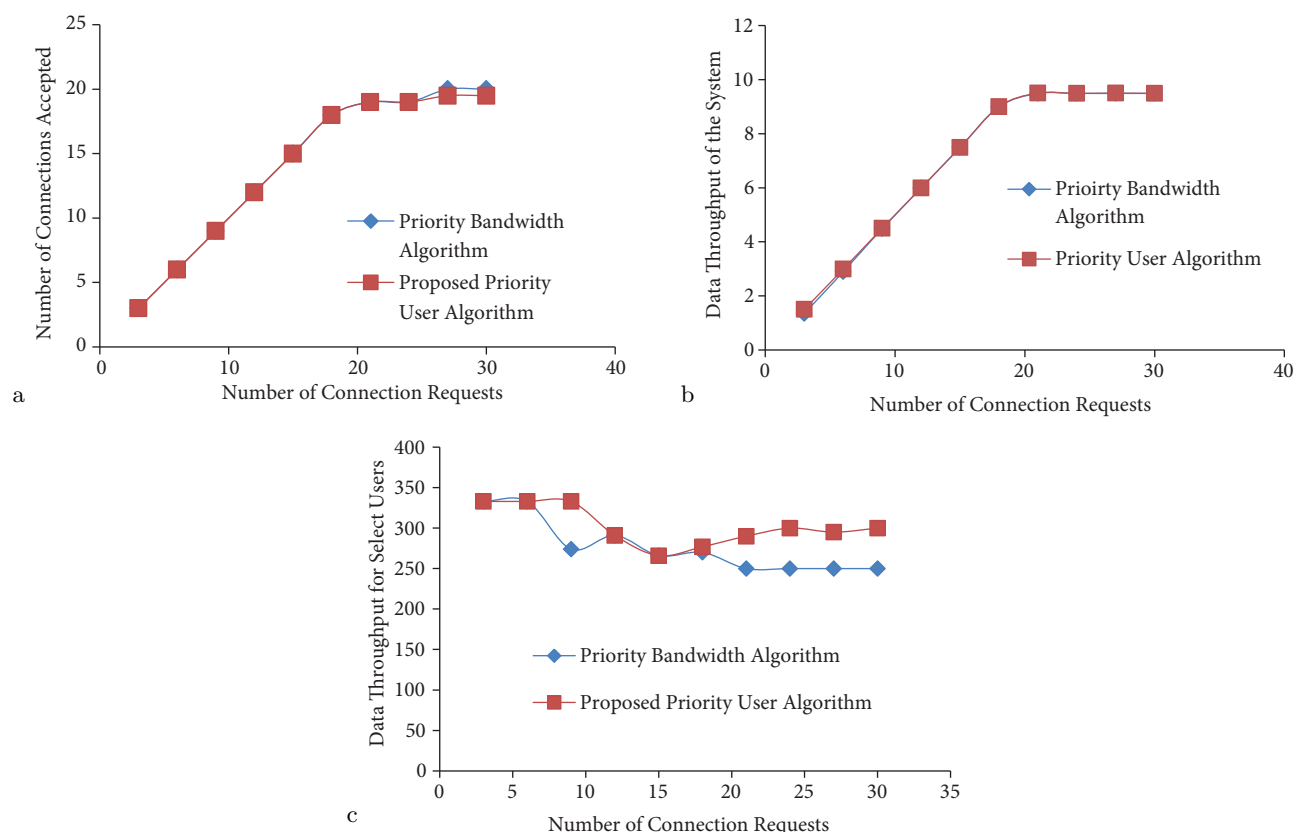 25
20
15
10
5
0
0
10
20
30
40
Number of Connections Accepted
Number of Connection Requests
Priority Bandwidth
Algorithm
Proposed Priority
User Algorithm
a
12
10
8
6
4
2
0
0
10
20
30
40
Data Throughput of the System
Number of Connection Requests
Prioirty Bandwidth
Algorithm
Priority User Algorithm
b
400
350
300
250
200
150
100
50
0
0
5
10
15
20
25
30
35
Data Throughput for Select Users
Number of Connection Requests
Priority Bandwidth Algorithm
Proposed Priority User Algorithm
c